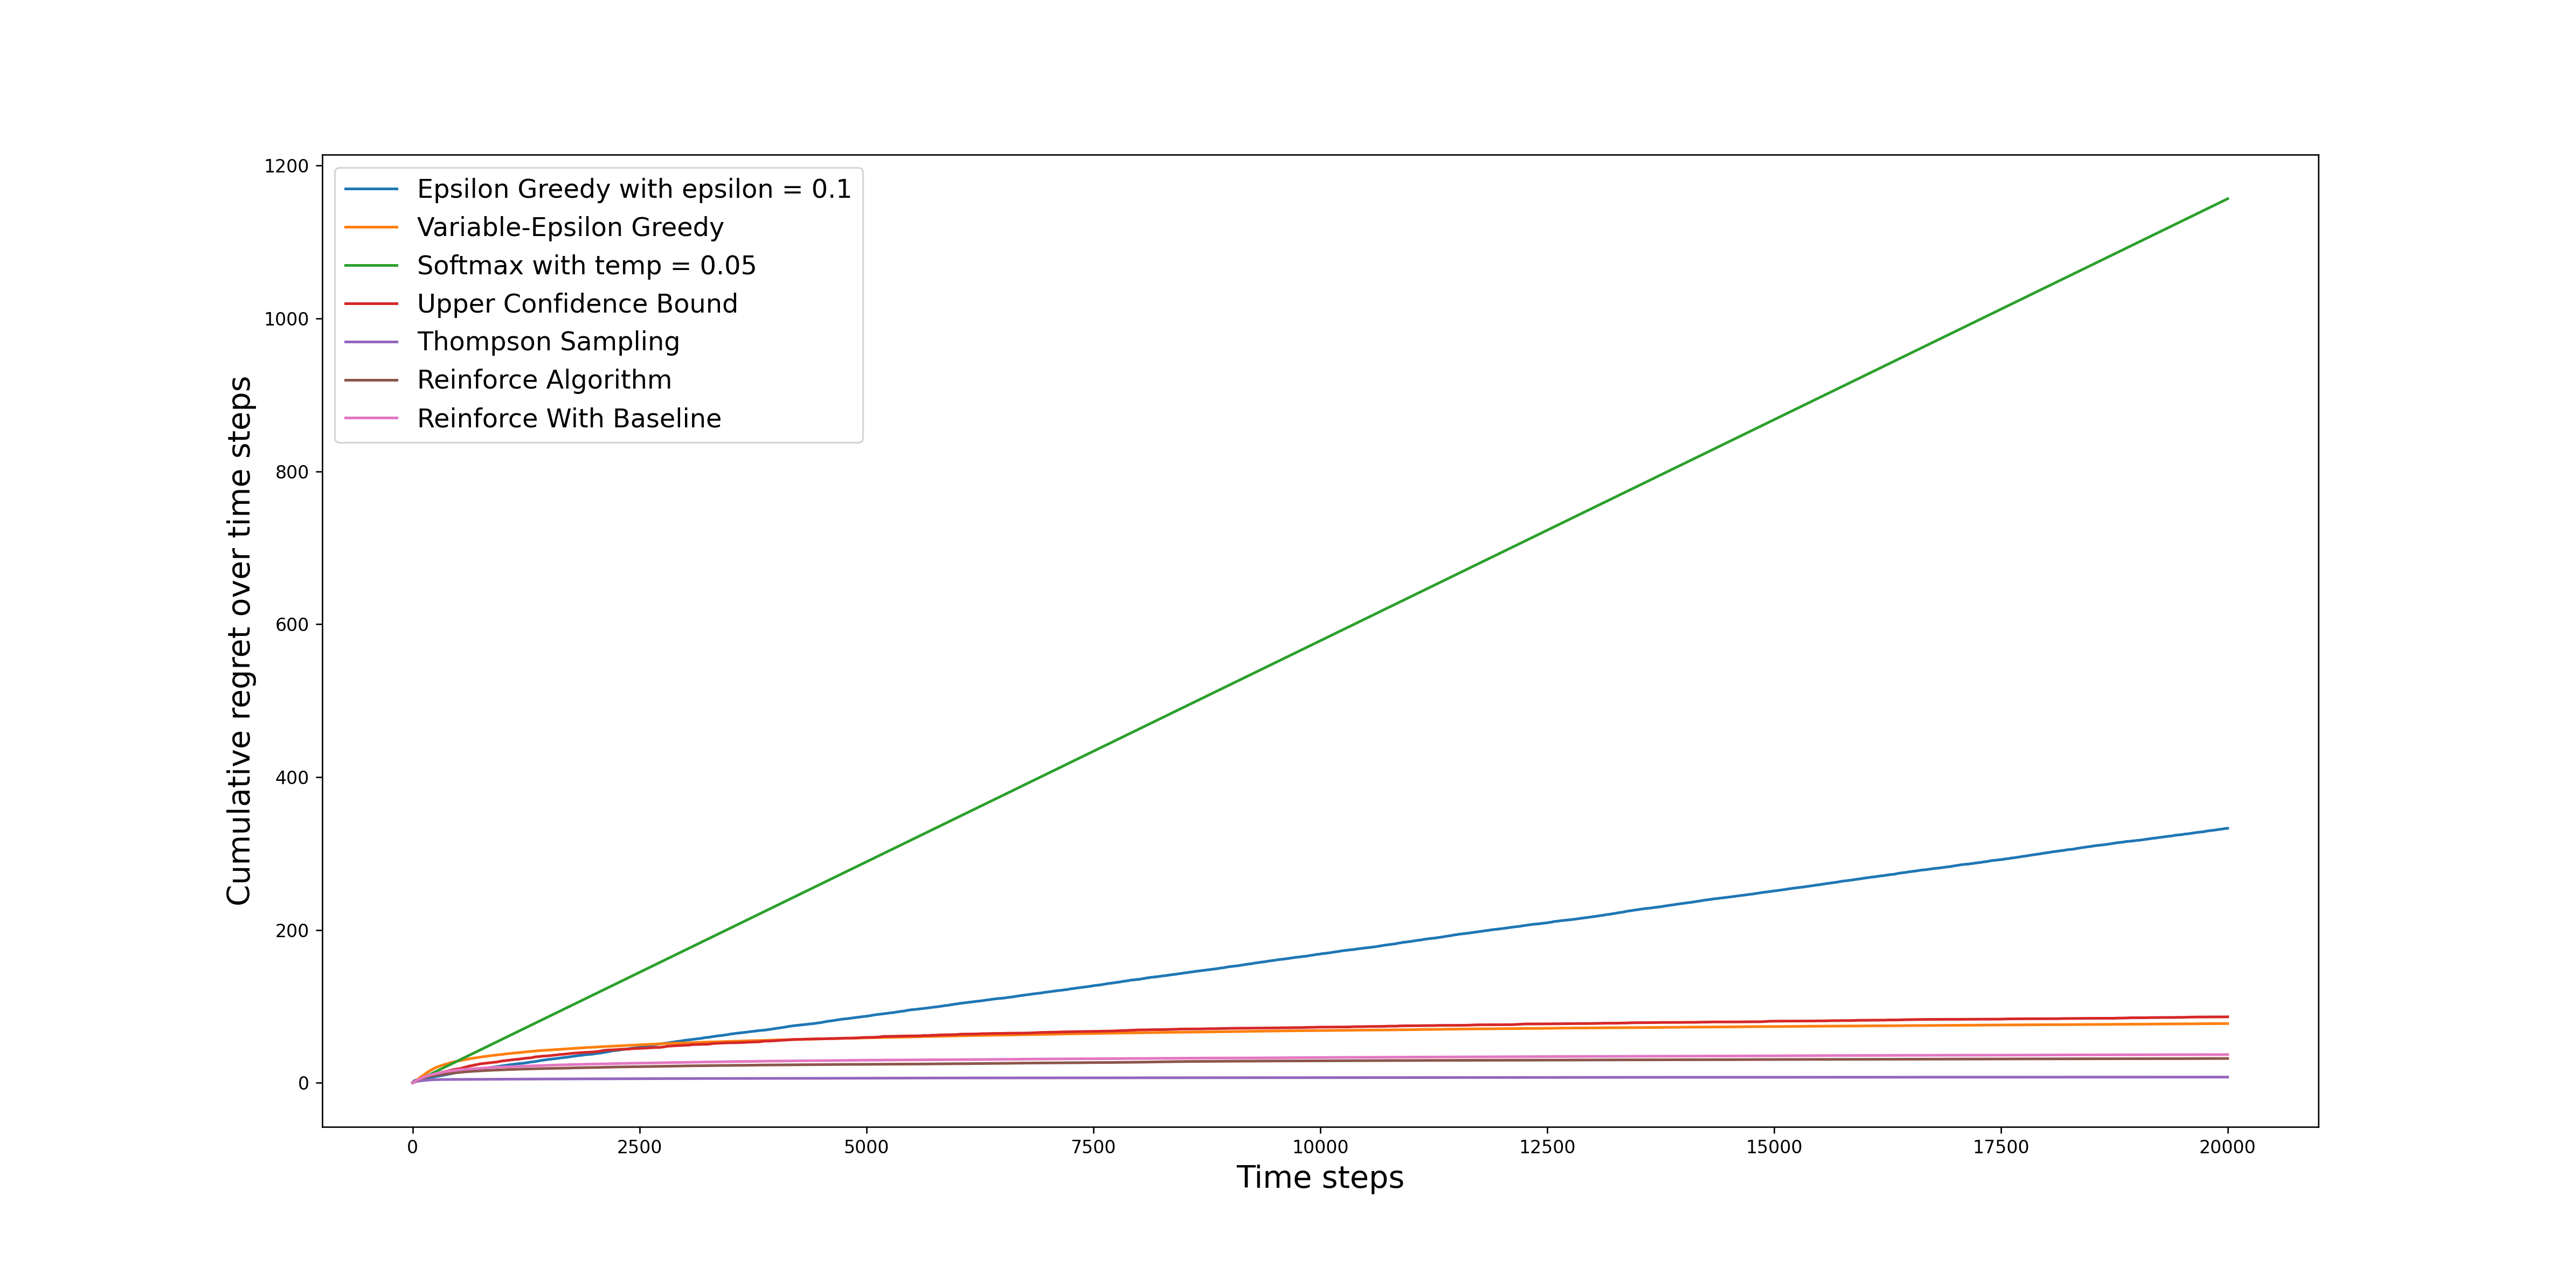 1200
1000
800
600
400
200
0
Cumulative regret over time steps
Epsilon Greedy with epsilon = 0.1
Variable-Epsilon Greedy
Softmax with temp = 0.05
Upper Confidence Bound
Thompson Sampling
Reinforce Algorithm
Reinforce With Baseline
0 2500 5000 7500 10000 12500 15000 17500 20000
Time steps